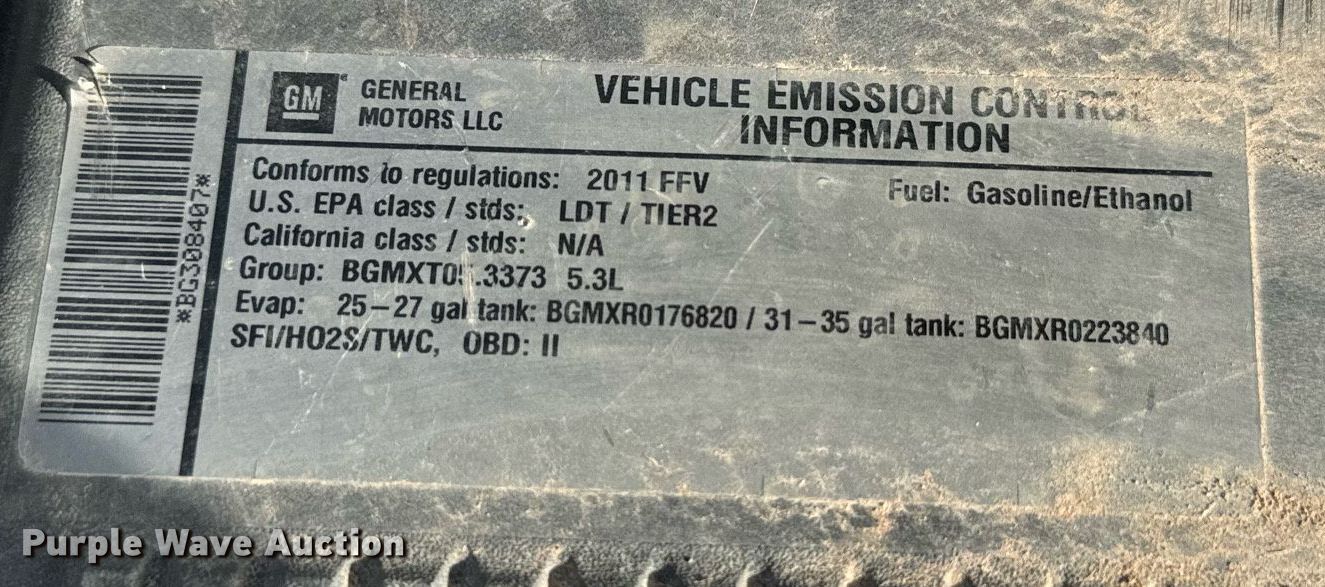 *BG308407*
GM GENERAL MOTORS LLC
VEHICLE EMISSION CONTROL
INFORMATION
Conforms to regulations: 2011 FFV
Fuel: Gasoline/Ethanol
U.S. EPA class / stds: LDT / TIER2
California class / stds: N/A
Group: 5.3L
Evap: 25-27 gal tank: BGMXR0176820 / 31-35 gal tank: BGMXR0223840
SFI/HO2S/TWC, OBD: II
Purple Wave Auction